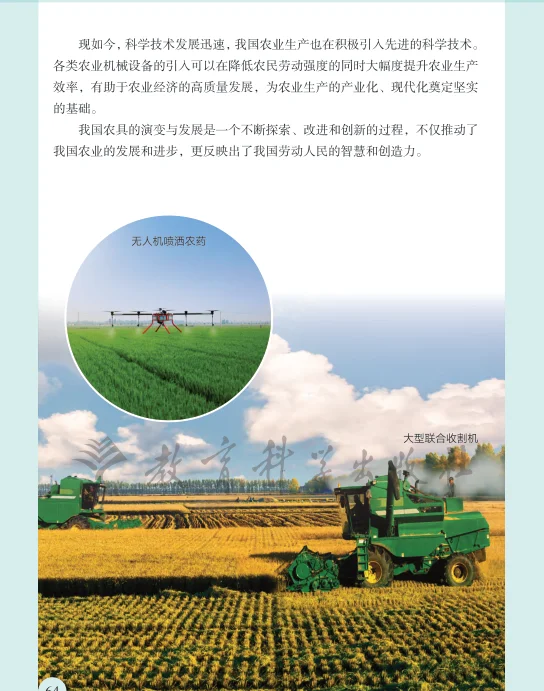 现如今，科学技术发展迅速，我国农业生产也在积极引入先进的科学技术。
各类农业机械设备的引入可以在降低农民劳动强度的同时大幅度提升农业生产
效率，有助于农业经济的高质量发展，为农业生产的产业化、现代化奠定坚实
的基础。
我国农具的演变与发展是一个不断探索、改进和创新的过程，不仅推动了
我国农业的发展和进步，更反映出了我国劳动人民的智慧和创造力。
无人机喷洒农药
大型联合收割机
教育科学出版社
64